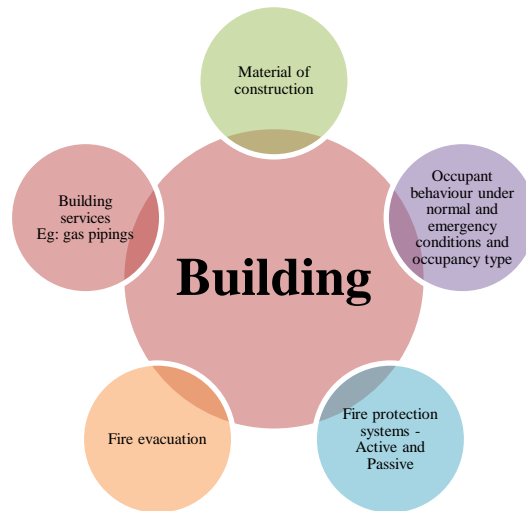 Material of
construction
Building
services
Eg: gas pipings
Occupant
behaviour under
normal and
emergency
conditions and
occupancy type
Building
Fire evacuation
Fire protection
systems -
Active and
Passive